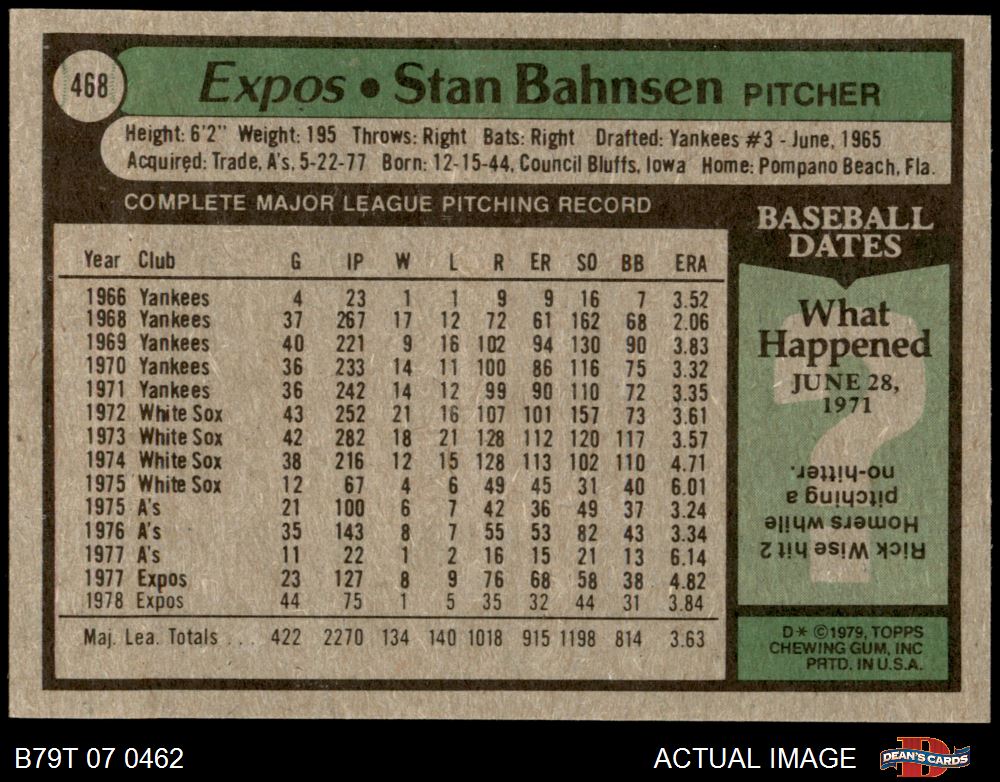 468
Expos • Stan Bahnsen PITCHER
Height: 6'2" Weight: 195 Throws: Right Bats: Right Drafted: Yankees #3 - June, 1965
Acquired: Trade, A's, 5-22-77 Born: 12-15-44, Council Bluffs, Iowa Home: Pompano Beach, Fla.
COMPLETE MAJOR LEAGUE PITCHING RECORD
Year Club G IP W L R ER SO BB ERA
1966 Yankees 4 23 1 1 9 9 16 7 3.52
1968 Yankees 37 267 17 12 72 61 162 68 2.06
1969 Yankees 40 221 9 16 102 94 130 90 3.83
1970 Yankees 36 233 14 11 100 86 116 75 3.32
1971 Yankees 36 242 14 12 99 90 110 72 3.35
1972 White Sox 43 252 21 16 107 101 157 73 3.61
1973 White Sox 42 282 18 21 128 112 120 117 3.57
1974 White Sox 38 216 12 15 128 113 102 110 4.71
1975 White Sox 12 67 4 6 49 45 31 40 6.01
1975 A's 21 100 6 7 42 36 49 37 3.24
1976 A's 35 143 8 7 55 53 82 43 3.34
1977 A's 11 22 1 2 16 15 21 13 6.14
1977 Expos 23 127 8 9 76 68 58 38 4.82
1978 Expos 44 75 1 5 35 32 44 31 3.84
Maj. Lea. Totals ... 422 2270 134 140 1018 915 1198 814 3.63
BASEBALL
DATES
What
Happened
JUNE 28,
1971
?
Rick Wise hit 2
Homers while
pitching a
no-hitter.
D* ©1979, TOPPS
CHEWING GUM, INC
PRTD. IN U.S.A.
B79T 07 0462
ACTUAL IMAGE
DEAN'S CARDS